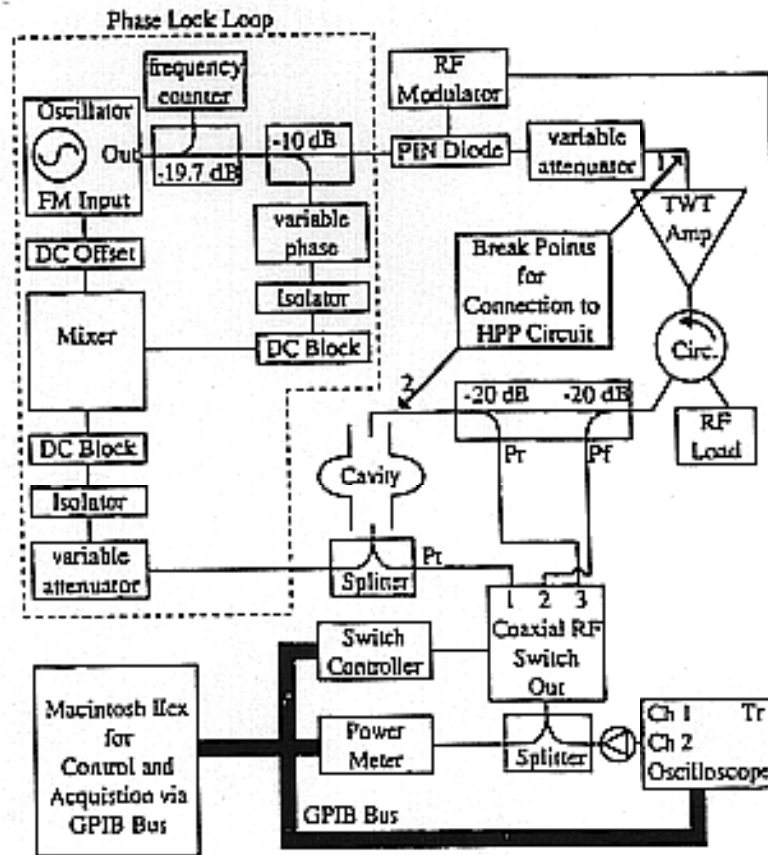 Phase Lock Loop
frequency
counter
RF
Modulator
Oscillator
Out
FM Input
-19.7 dB
-10 dB
PIN Diode
variable
attequator
1
TWT
Amp
DC Offset
variable
phase
Break Points
for
Connection to
HPP Circuit
Mixer
Isolator
DC Block
Circ.
2
-20 dB
-20 dB
RF
Load
DC Block
Cavity
Pr
Pf
Isolator
variable
attenuator
Splitter
Pt
1 2 3
Coaxial RF
Switch
Out
Switch
Controller
Macintosh IIcx
for
Control and
Acquistion via
GPIB Bus
Power
Meter
Splitter
Ch 1 Tr
Ch 2
Oscilloscope
GPIB Bus